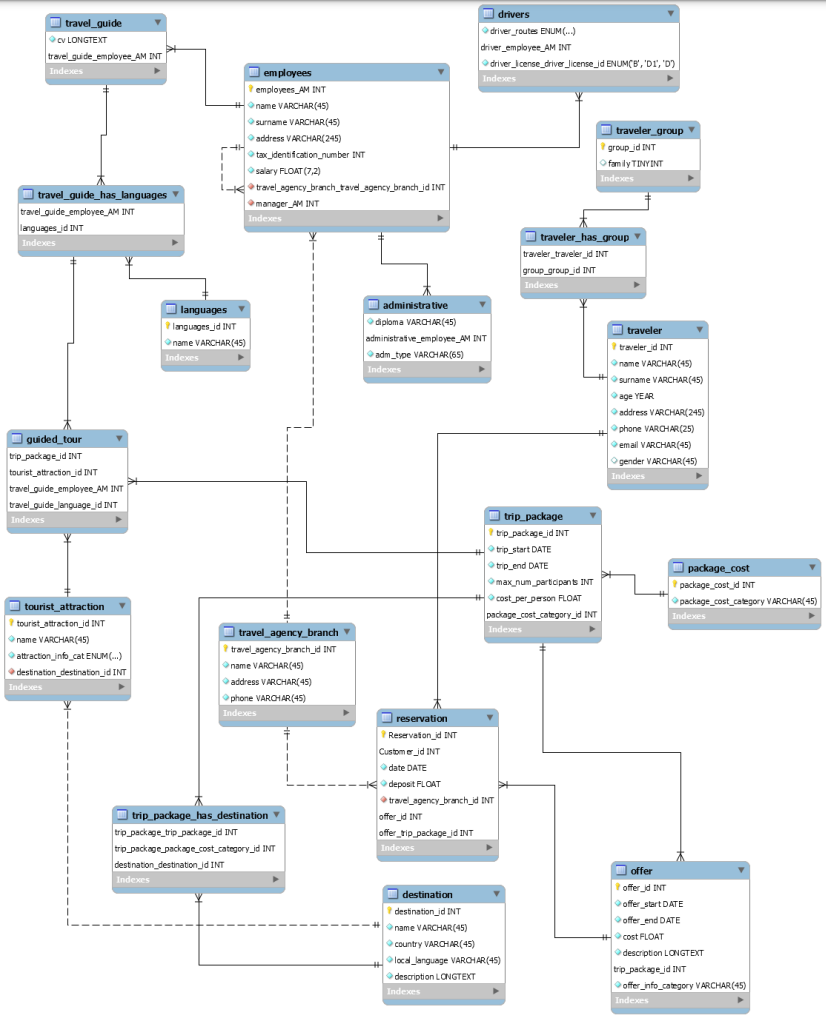 travel_guide
cv LONGTEXT
travel_guide_employee_AM INT
Indexes
drivers
driver_routes ENUM(...)
driver_employee_AM INT
driver_license_driver_license_id ENUM('B', 'D1', 'D')
Indexes
employees
employees_AM INT
name VARCHAR(45)
surname VARCHAR(45)
address VARCHAR(245)
tax_identification_number INT
salary FLOAT(7,2)
travel_agency_branch_travel_agency_branch_id INT
manager_AM INT
Indexes
traveler_group
group_id INT
family TINYINT
Indexes
travel_guide_has_languages
travel_guide_employee_AM INT
languages_id INT
Indexes
traveler_has_group
traveler_traveler_id INT
group_group_id INT
Indexes
languages
languages_id INT
name VARCHAR(45)
Indexes
administrative
diploma VARCHAR(45)
administrative_employee_AM INT
adm_type VARCHAR(65)
Indexes
traveler
traveler_id INT
name VARCHAR(45)
surname VARCHAR(45)
age YEAR
address VARCHAR(245)
phone VARCHAR(25)
email VARCHAR(45)
gender VARCHAR(45)
Indexes
guided_tour
trip_package_id INT
tourist_attraction_id INT
travel_guide_employee_AM INT
travel_guide_language_id INT
Indexes
trip_package
trip_package_id INT
trip_start DATE
trip_end DATE
max_num_participants INT
cost_per_person FLOAT
package_cost_category_id INT
Indexes
package_cost
package_cost_id INT
package_cost_category VARCHAR(45)
Indexes
tourist_attraction
tourist_attraction_id INT
name VARCHAR(45)
attraction_info_cat ENUM(...)
destination_destination_id INT
Indexes
travel_agency_branch
travel_agency_branch_id INT
name VARCHAR(45)
address VARCHAR(45)
phone VARCHAR(45)
Indexes
reservation
Reservation_id INT
Customer_id INT
date DATE
deposit FLOAT
travel_agency_branch_id INT
offer_id INT
offer_trip_package_id INT
Indexes
trip_package_has_destination
trip_package_trip_package_id INT
trip_package_package_cost_category_id INT
destination_destination_id INT
Indexes
offer
offer_id INT
offer_start DATE
offer_end DATE
cost FLOAT
description LONGTEXT
trip_package_id INT
offer_info_category VARCHAR(45)
Indexes
destination
destination_id INT
name VARCHAR(45)
country VARCHAR(45)
local_language VARCHAR(45)
description LONGTEXT
Indexes